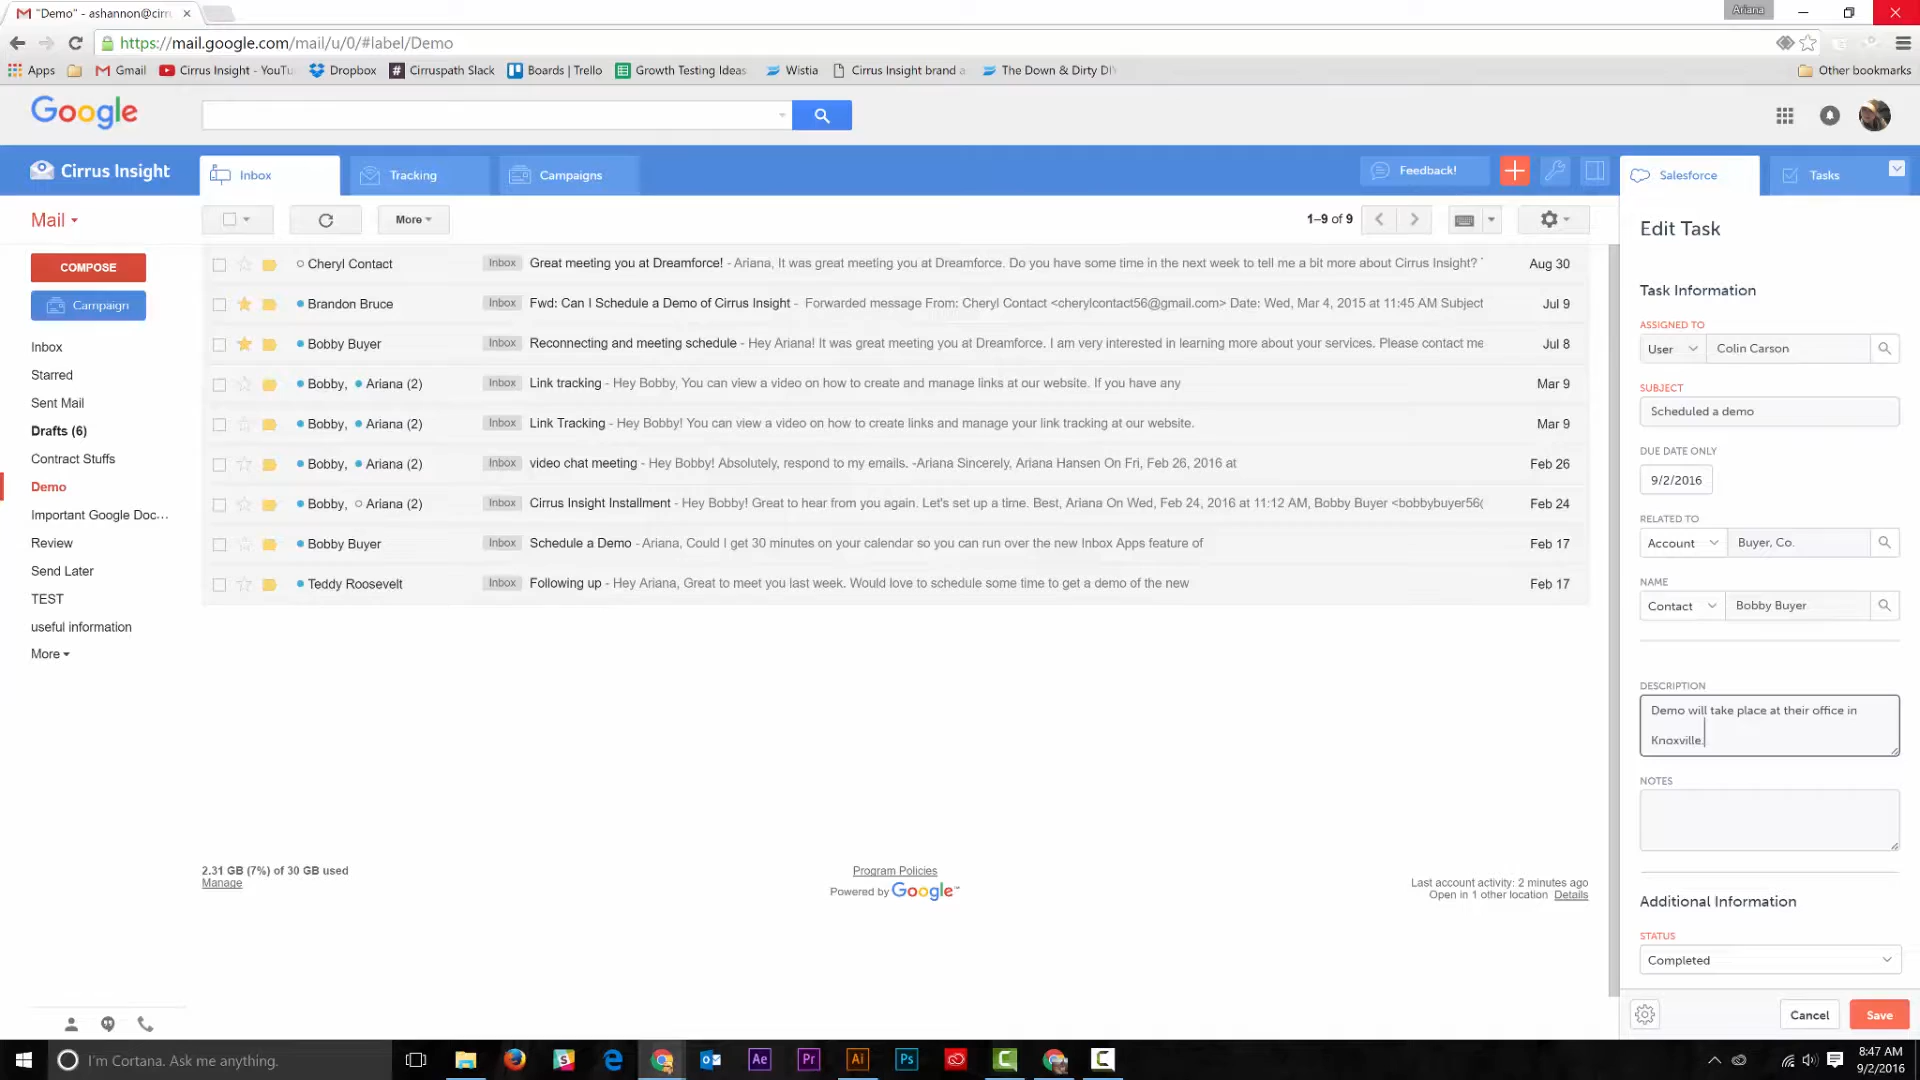 "Demo" - ashannon@cirr
Ariana
https://mail.google.com/mail/u/0/#label/Demo
Apps Gmail Cirrus Insight - YouTu Dropbox Cirruspath Slack Boards | Trello Growth Testing Ideas Wistia Cirrus Insight brand a The Down & Dirty DI Other bookmarks
Google
Cirrus Insight Inbox Tracking Campaigns Feedback! Salesforce Tasks
Mail More 1–9 of 9
Edit Task
COMPOSE
Campaign
Inbox
Starred
Sent Mail
Drafts (6)
Contract Stuffs
Demo
Important Google Doc...
Review
Send Later
TEST
useful information
More
Cheryl Contact Inbox Great meeting you at Dreamforce! - Ariana, It was great meeting you at Dreamforce. Do you have some time in the next week to tell me a bit more about Cirrus Insight? Aug 30
Brandon Bruce Inbox Fwd: Can I Schedule a Demo of Cirrus Insight - Forwarded message From: Cheryl Contact <cherylcontact56@gmail.com> Date: Wed, Mar 4, 2015 at 11:45 AM Subject Jul 9
Bobby Buyer Inbox Reconnecting and meeting schedule - Hey Ariana! It was great meeting you at Dreamforce. I am very interested in learning more about your services. Please contact me Jul 8
Bobby, Ariana (2) Inbox Link tracking - Hey Bobby, You can view a video on how to create and manage links at our website. If you have any Mar 9
Bobby, Ariana (2) Inbox Link Tracking - Hey Bobby! You can view a video on how to create links and manage your link tracking at our website. Mar 9
Bobby, Ariana (2) Inbox video chat meeting - Hey Bobby! Absolutely, respond to my emails. -Ariana Sincerely, Ariana Hansen On Fri, Feb 26, 2016 at Feb 26
Bobby, Ariana (2) Inbox Cirrus Insight Installment - Hey Bobby! Great to hear from you again. Let's set up a time. Best, Ariana On Wed, Feb 24, 2016 at 11:12 AM, Bobby Buyer <bobbybuyer56( Feb 24
Bobby Buyer Inbox Schedule a Demo - Ariana, Could I get 30 minutes on your calendar so you can run over the new Inbox Apps feature of Feb 17
Teddy Roosevelt Inbox Following up - Hey Ariana, Great to meet you last week. Would love to schedule some time to get a demo of the new Feb 17
2.31 GB (7%) of 30 GB used
Manage
Program Policies
Powered by Google™
Last account activity: 2 minutes ago
Open in 1 other location Details
Task Information
ASSIGNED TO
User Colin Carson
SUBJECT
Scheduled a demo
DUE DATE ONLY
9/2/2016
RELATED TO
Account Buyer, Co.
NAME
Contact Bobby Buyer
DESCRIPTION
Demo will take place at their office in
Knoxville.
NOTES
Additional Information
STATUS
Completed
Cancel Save
I'm Cortana. Ask me anything.
Ae Pr Ai Ps
8:47 AM
9/2/2016